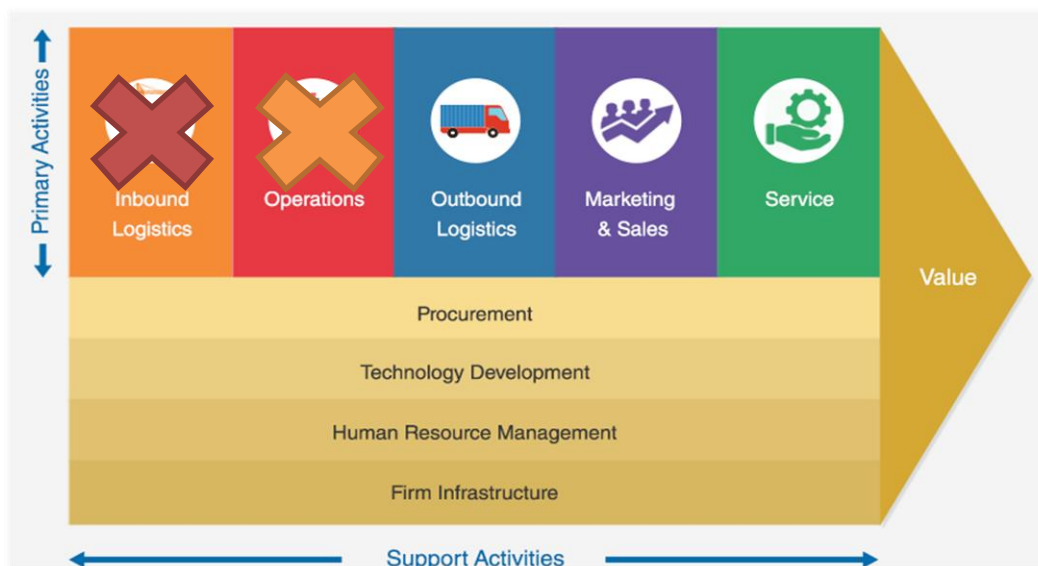 Primary Activities
Inbound
Logistics
Operations
Outbound
Logistics
Marketing
& Sales
Service
Value
Procurement
Technology Development
Human Resource Management
Firm Infrastructure
Support Activities